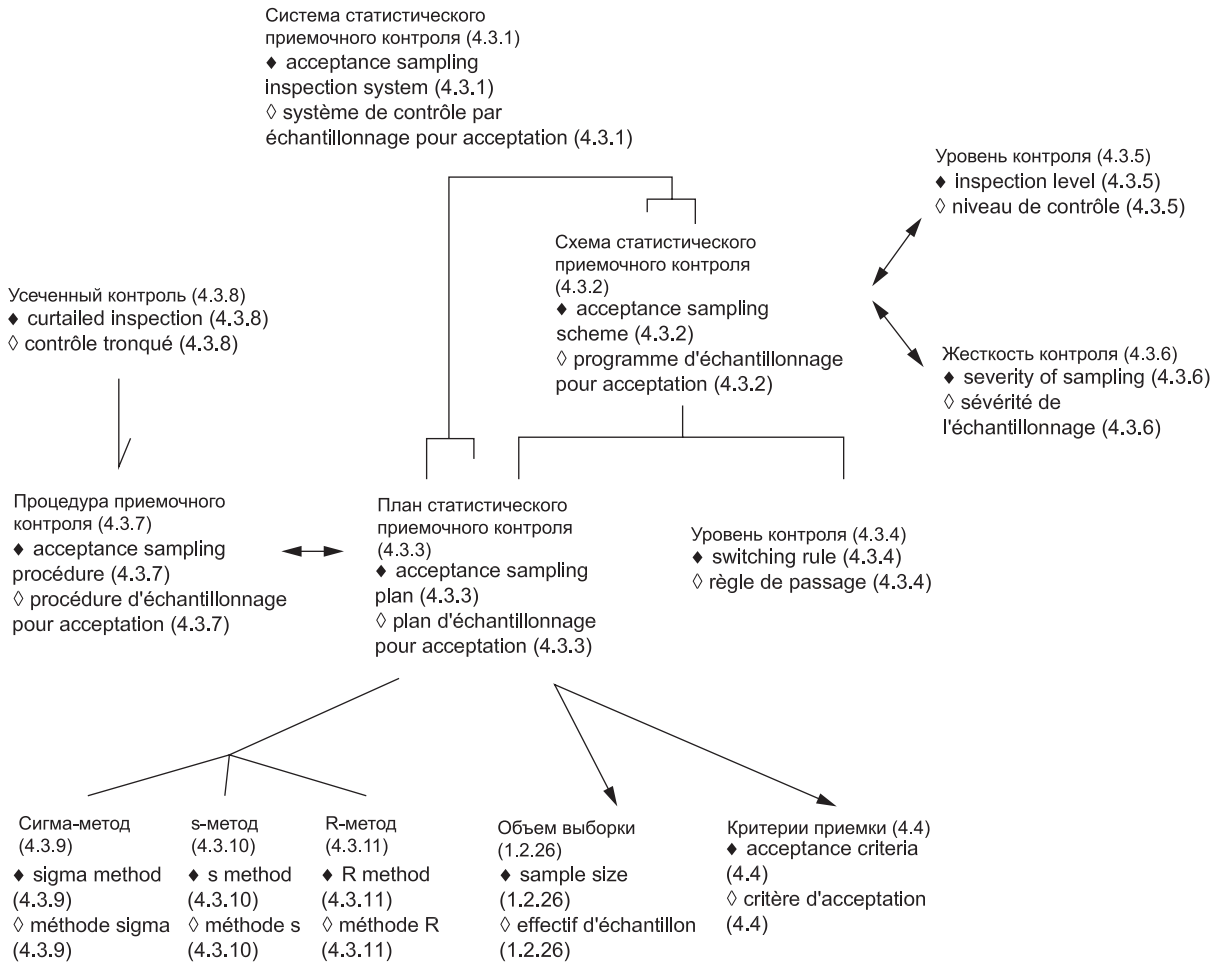 Система статистического
приемочного контроля (4.3.1)
♦ acceptance sampling
inspection system (4.3.1)
◊ système de contrôle par
échantillonnage pour acceptation (4.3.1)
Уровень контроля (4.3.5)
♦ inspection level (4.3.5)
◊ niveau de contrôle (4.3.5)
Схема статистического
приемочного контроля
(4.3.2)
♦ acceptance sampling
scheme (4.3.2)
◊ programme d'échantillonnage
pour acceptation (4.3.2)
Усеченный контроль (4.3.8)
♦ curtailed inspection (4.3.8)
◊ contrôle tronqué (4.3.8)
Жесткость контроля (4.3.6)
♦ severity of sampling (4.3.6)
◊ sévérité de
l'échantillonnage (4.3.6)
Процедура приемочного
контроля (4.3.7)
♦ acceptance sampling
procédure (4.3.7)
◊ procédure d'échantillonnage
pour acceptation (4.3.7)
План статистического
приемочного контроля
(4.3.3)
♦ acceptance sampling
plan (4.3.3)
◊ plan d'échantillonnage
pour acceptation (4.3.3)
Уровень контроля (4.3.4)
♦ switching rule (4.3.4)
◊ règle de passage (4.3.4)
Сигма-метод
(4.3.9)
♦ sigma method
(4.3.9)
◊ méthode sigma
(4.3.9)
s-метод
(4.3.10)
♦ s method
(4.3.10)
◊ méthode s
(4.3.10)
R-метод
(4.3.11)
♦ R method
(4.3.11)
◊ méthode R
(4.3.11)
Объем выборки
(1.2.26)
♦ sample size
(1.2.26)
◊ effectif d'échantillon
(1.2.26)
Критерии приемки (4.4)
♦ acceptance criteria
(4.4)
◊ critère d'acceptation
(4.4)